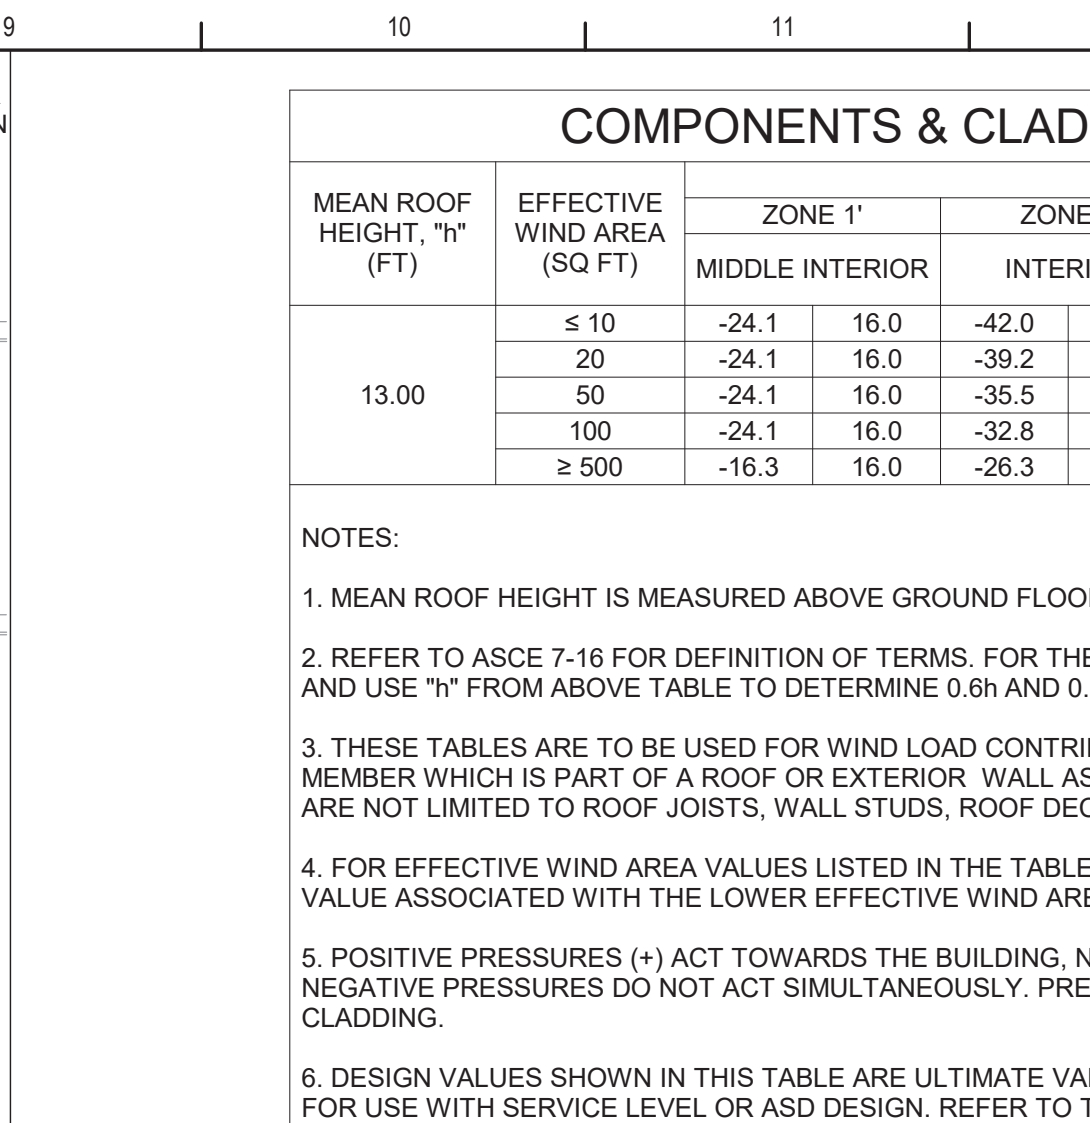 9 10 11
N
COMPONENTS & CLAD
MEAN ROOF HEIGHT, "h" (FT) EFFECTIVE WIND AREA (SQ FT) ZONE 1' ZONE
MIDDLE INTERIOR INTERI
13.00
≤ 10 -24.1 16.0 -42.0
20 -24.1 16.0 -39.2
50 -24.1 16.0 -35.5
100 -24.1 16.0 -32.8
≥ 500 -16.3 16.0 -26.3
NOTES:
1. MEAN ROOF HEIGHT IS MEASURED ABOVE GROUND FLOO
2. REFER TO ASCE 7-16 FOR DEFINITION OF TERMS. FOR THE
AND USE "h" FROM ABOVE TABLE TO DETERMINE 0.6h AND 0.
3. THESE TABLES ARE TO BE USED FOR WIND LOAD CONTRI
MEMBER WHICH IS PART OF A ROOF OR EXTERIOR WALL AS
ARE NOT LIMITED TO ROOF JOISTS, WALL STUDS, ROOF DEC
4. FOR EFFECTIVE WIND AREA VALUES LISTED IN THE TABLE
VALUE ASSOCIATED WITH THE LOWER EFFECTIVE WIND ARE
5. POSITIVE PRESSURES (+) ACT TOWARDS THE BUILDING, N
NEGATIVE PRESSURES DO NOT ACT SIMULTANEOUSLY. PRE
CLADDING.
6. DESIGN VALUES SHOWN IN THIS TABLE ARE ULTIMATE VA
FOR USE WITH SERVICE LEVEL OR ASD DESIGN. REFER TO T